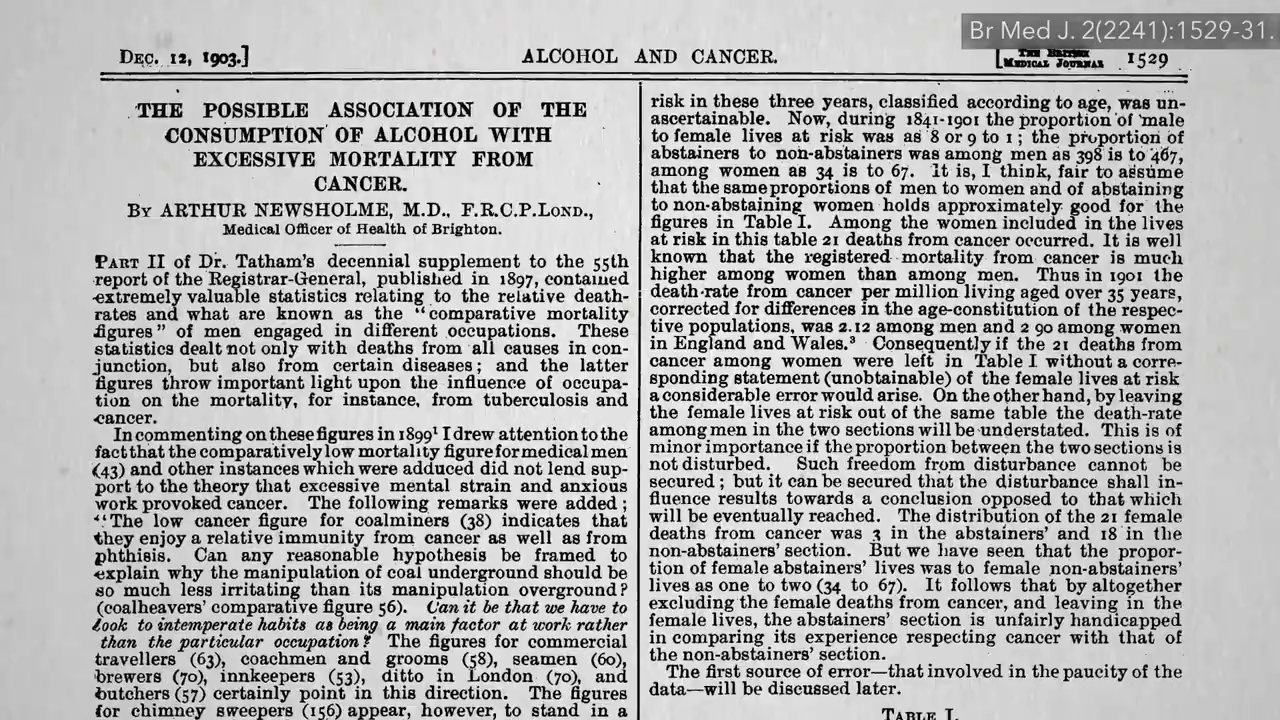 Br Med J. 2(2241):1529-31.
DEC. 12, 1903.]
ALCOHOL AND CANCER.
[THE BRITISH MEDICAL JOURNAL 1529
THE POSSIBLE ASSOCIATION OF THE
CONSUMPTION OF ALCOHOL WITH
EXCESSIVE MORTALITY FROM
CANCER.
BY ARTHUR NEWSHOLME, M.D., F.R.C.P.LOND.,
Medical Officer of Health of Brighton.
PART II of Dr. Tatham's decennial supplement to the 55th
report of the Registrar-General, published in 1897, contained
extremely valuable statistics relating to the relative death-
rates and what are known as the "comparative mortality
figures" of men engaged in different occupations. These
statistics dealt not only with deaths from all causes in con-
junction, but also from certain diseases; and the latter
figures throw important light upon the influence of occupa-
tion on the mortality, for instance, from tuberculosis and
cancer.
In commenting on these figures in 1899¹ I drew attention to the
fact that the comparatively low mortality figure for medical men
(43) and other instances which were adduced did not lend sup-
port to the theory that excessive mental strain and anxious
work provoked cancer. The following remarks were added;
"The low cancer figure for coalminers (38) indicates that
they enjoy a relative immunity from cancer as well as from
phthisis. Can any reasonable hypothesis be framed to
explain why the manipulation of coal underground should be
so much less irritating than its manipulation overground?
(coalheavers' comparative figure 56). Can it be that we have to
look to intemperate habits as being a main factor at work rather
than the particular occupation? The figures for commercial
travellers (63), coachmen and grooms (58), seamen (60),
brewers (70), innkeepers (53), ditto in London (70), and
butchers (57) certainly point in this direction. The figures
for chimney sweepers (156) appear, however, to stand in a
risk in these three years, classified according to age, was un-
ascertainable. Now, during 1841-1901 the proportion of male
to female lives at risk was as 8 or 9 to 1; the proportion of
abstainers to non-abstainers was among men as 398 is to 467,
among women as 34 is to 67. It is, I think, fair to assume
that the same proportions of men to women and of abstaining
to non-abstaining women holds approximately good for the
figures in Table I. Among the women included in the lives
at risk in this table 21 deaths from cancer occurred. It is well
known that the registered mortality from cancer is much
higher among women than among men. Thus in 1901 the
death-rate from cancer per million living aged over 35 years,
corrected for differences in the age-constitution of the respec-
tive populations, was 2.12 among men and 2 90 among women
in England and Wales.³ Consequently if the 21 deaths from
cancer among women were left in Table I without a corre-
sponding statement (unobtainable) of the female lives at risk
a considerable error would arise. On the other hand, by leaving
the female lives at risk out of the same table the death-rate
among men in the two sections will be understated. This is of
minor importance if the proportion between the two sections is
not disturbed. Such freedom from disturbance cannot be
secured; but it can be secured that the disturbance shall in-
fluence results towards a conclusion opposed to that which
will be eventually reached. The distribution of the 21 female
deaths from cancer was 3 in the abstainers' and 18 in the
non-abstainers' section. But we have seen that the propor-
tion of female abstainers' lives was to female non-abstainers'
lives as one to two (34 to 67). It follows that by altogether
excluding the female deaths from cancer, and leaving in the
female lives, the abstainers' section is unfairly handicapped
in comparing its experience respecting cancer with that of
the non-abstainers' section.
The first source of error—that involved in the paucity of the
data—will be discussed later.
TABLE I.